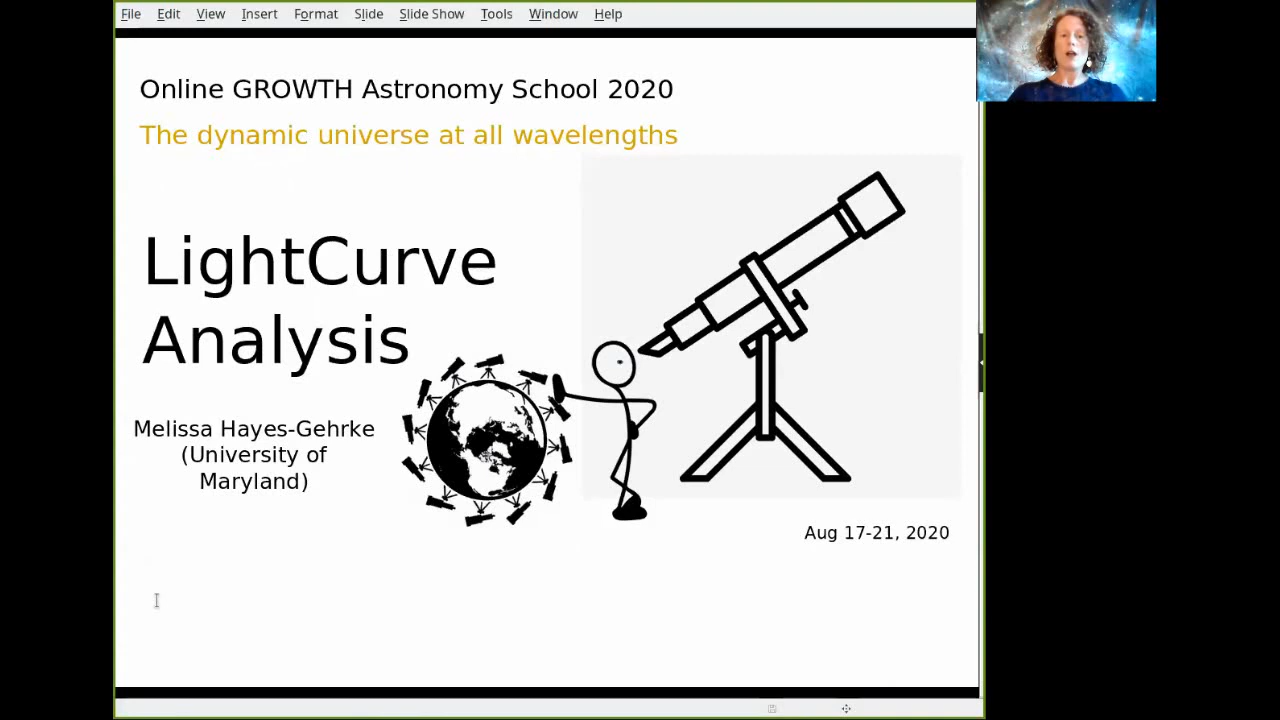 File Edit View Insert Format Slide Slide Show Tools Window Help
Online GROWTH Astronomy School 2020
The dynamic universe at all wavelengths
LightCurve
Analysis
Melissa Hayes-Gehrke
(University of
Maryland)
Aug 17-21, 2020